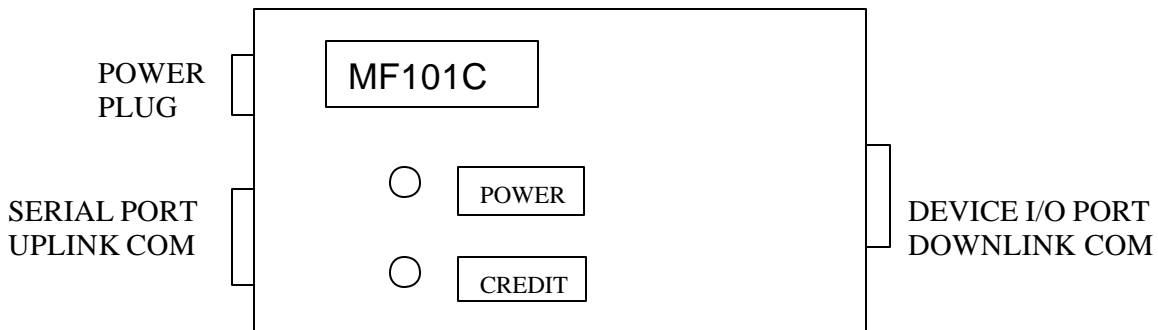 POWER
PLUG
MF101C
POWER
SERIAL PORT
UPLINK COM
DEVICE I/O PORT
DOWNLINK COM
CREDIT